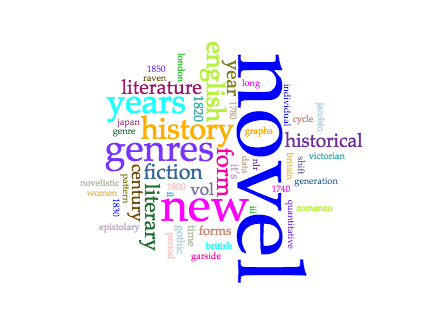 1850
raven
london
literature
english
year
long
individual
years
1820
1780
cycle
jacobin
japan
genre
history
graphs
historical
novel
genres
form
data
nlr
britain
shift
victorian
it's
fiction
century
pattern
novelistic
women
1830
literary
1800
il
vol
new
1740
generation
iii
quantitative
romanzo
epistolary
gothic
period
time
forms
british
garside